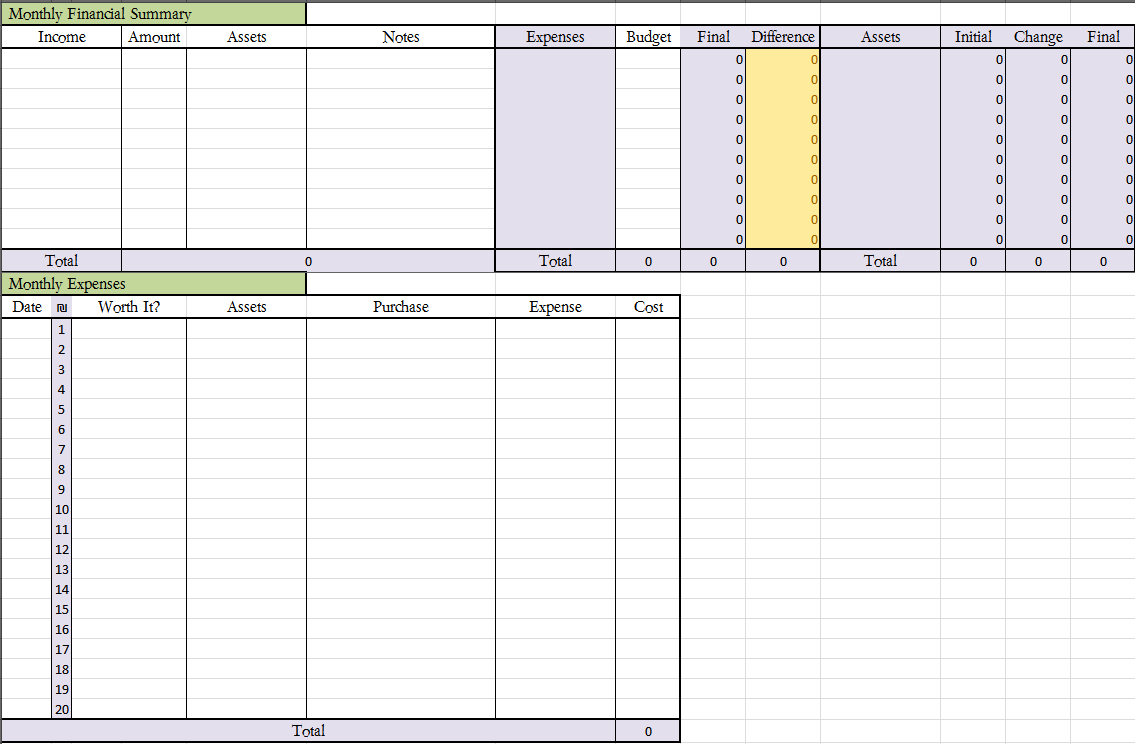 Monthly Financial Summary
Income Amount Assets Notes Expenses Budget Final Difference Assets Initial Change Final
0 0 0 0 0
0 0 0 0 0
0 0 0 0 0
0 0 0 0 0
0 0 0 0 0
0 0 0 0 0
0 0 0 0 0
0 0 0 0 0
0 0 0 0 0
0 0 0 0 0
Total 0 Total 0 0 0 Total 0 0 0
Monthly Expenses
Date ₪ Worth It? Assets Purchase Expense Cost
1
2
3
4
5
6
7
8
9
10
11
12
13
14
15
16
17
18
19
20
Total 0